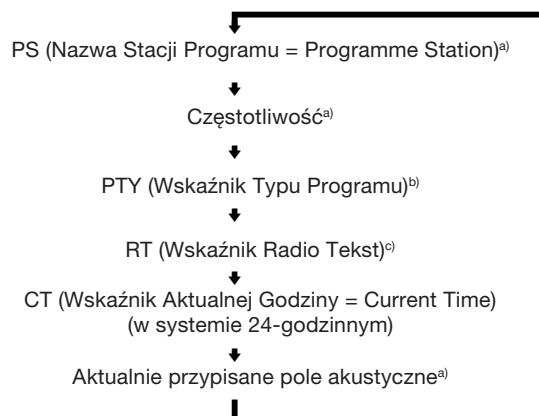 PS (Nazwa Stacji Programu = Programme Station)a)
Częstotliwośća)
PTY (Wskaźnik Typu Programu)b)
RT (Wskaźnik Radio Tekst)c)
CT (Wskaźnik Aktualnej Godziny = Current Time)
(w systemie 24-godzinnym)
Aktualnie przypisane pole akustycznea)